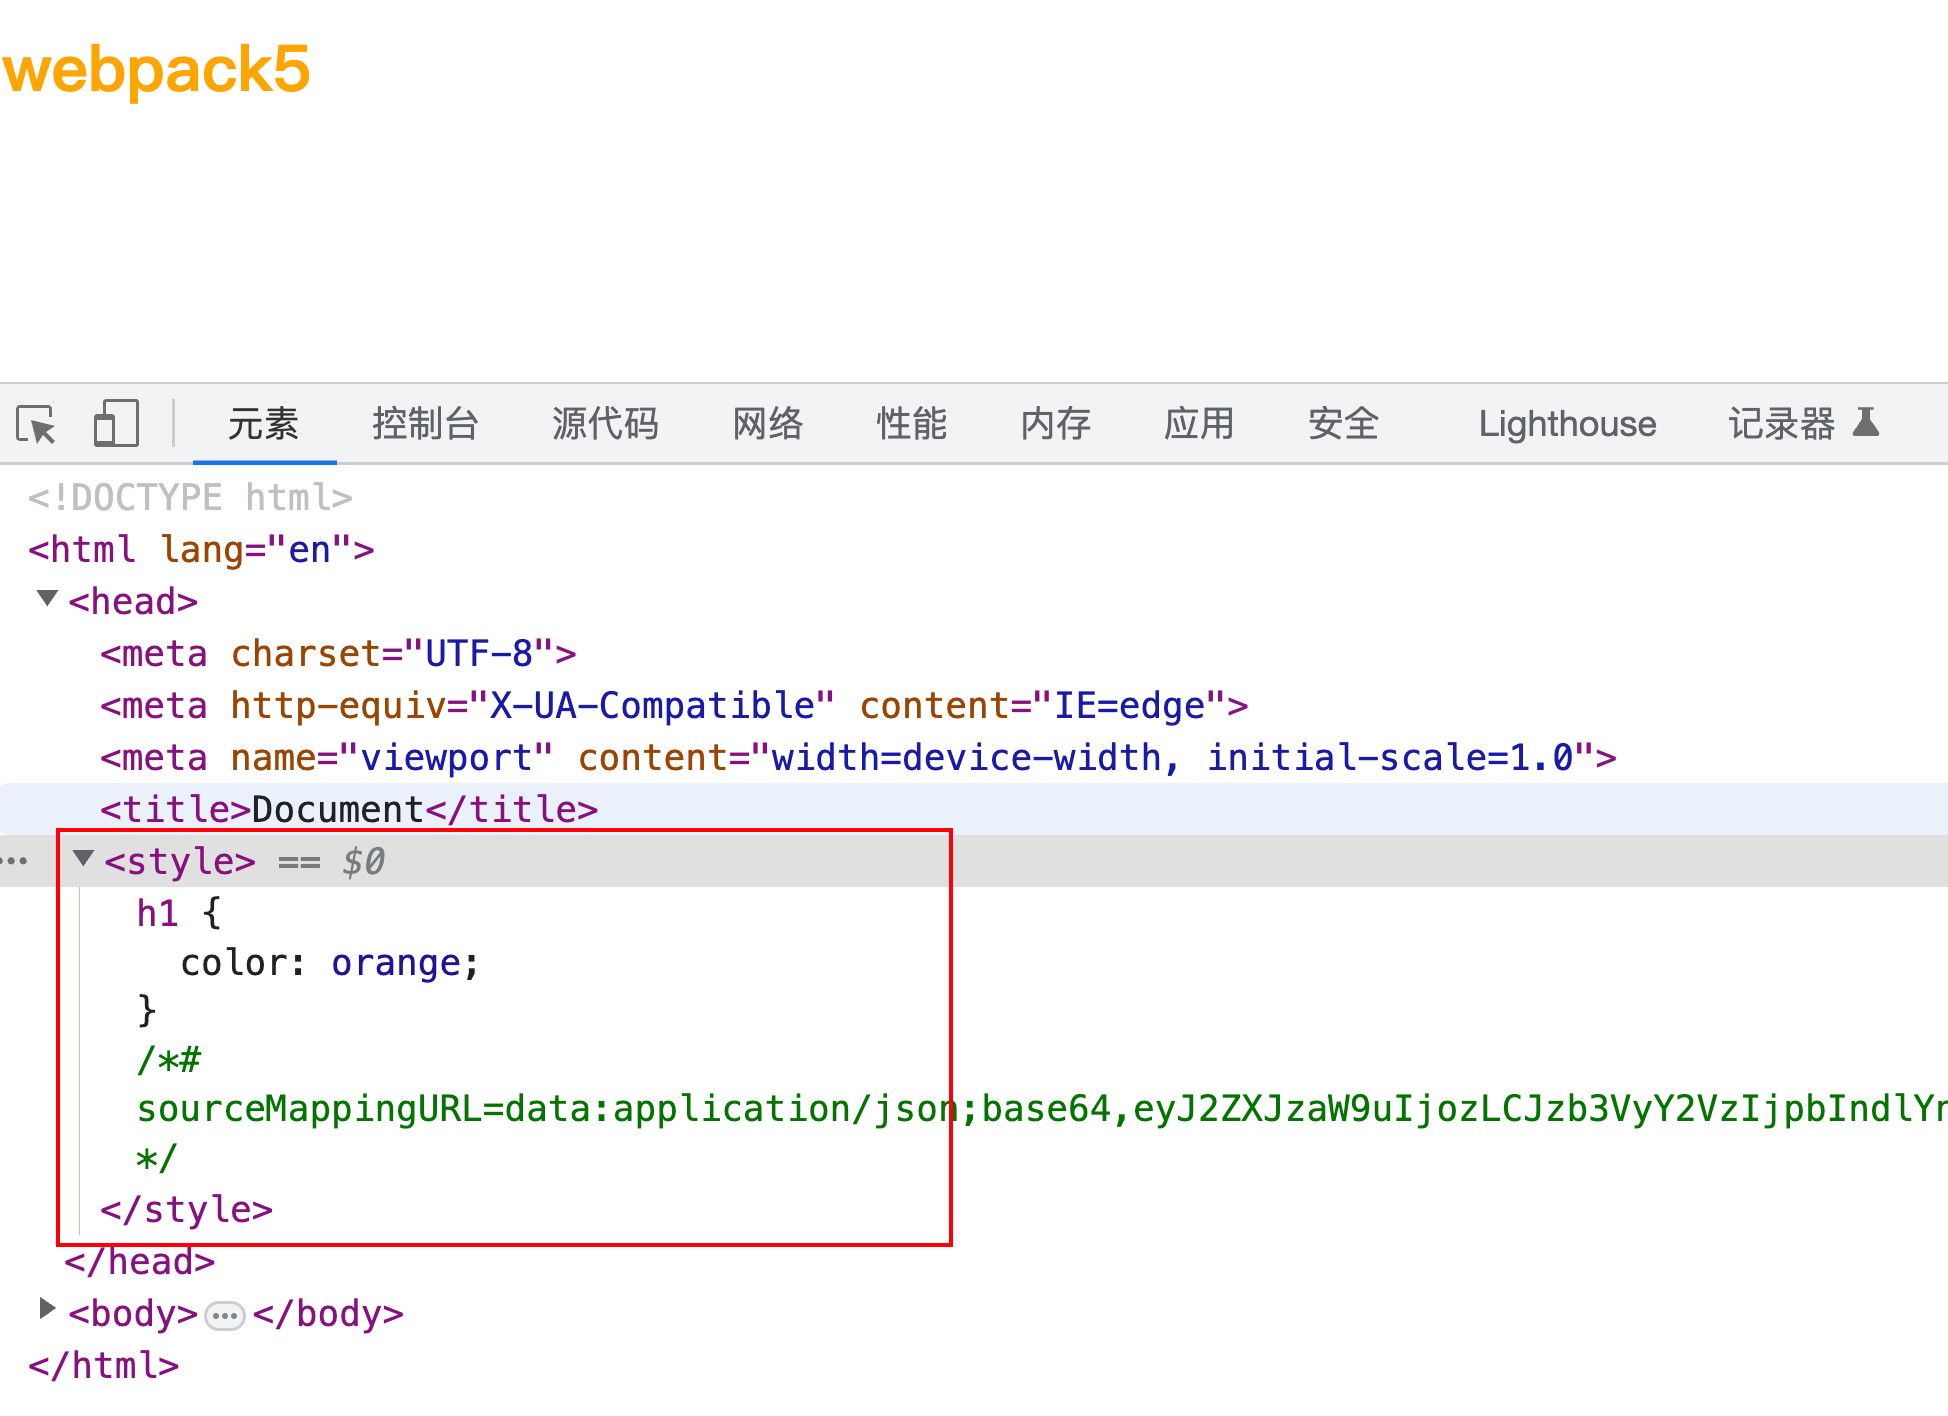 webpack5
元素 控制台 源代码 网络 性能 内存 应用 安全 Lighthouse 记录器
<!DOCTYPE html>
<html lang="en">
<head>
<meta charset="UTF-8">
<meta http-equiv="X-UA-Compatible" content="IE=edge">
<meta name="viewport" content="width=device-width, initial-scale=1.0">
<title>Document</title>
<style> == $0
h1 {
color: orange;
}
/*#
sourceMappingURL=data:application/json;base64,eyJ2ZXJzaW9uIjozLCJzb3VyY2VzIjpbIndlYn
*/
</style>
</head>
<body>…</body>
</html>